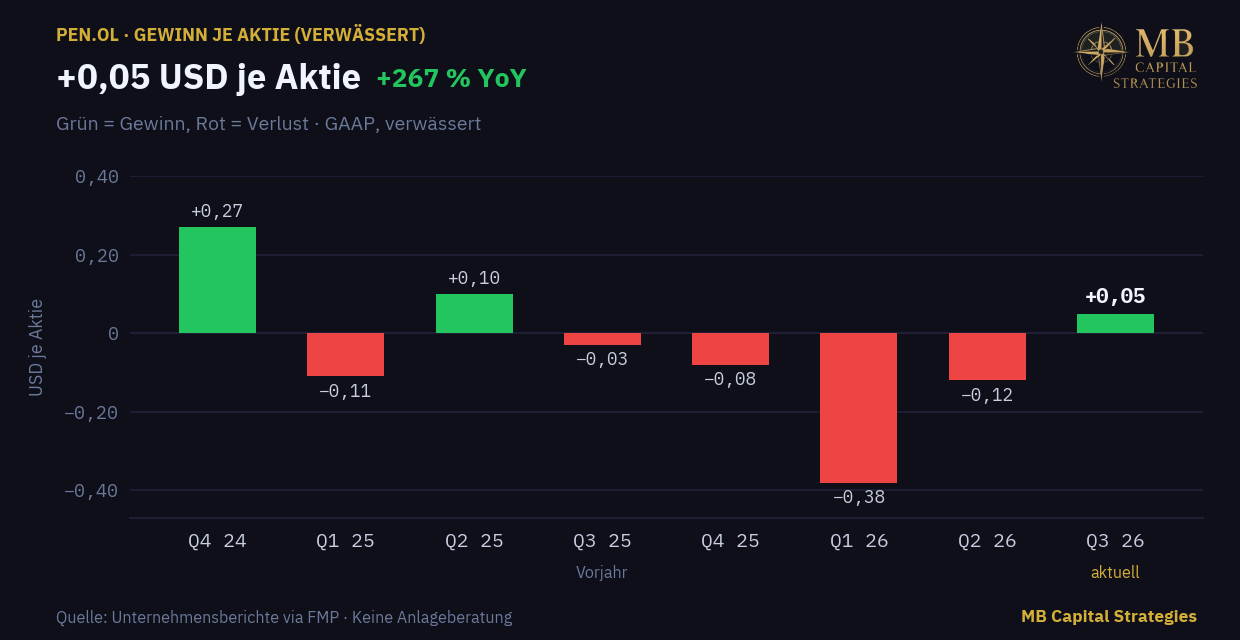 PEN.OL · GEWINN JE AKTIE (VERWÄSSERT)
+0,05 USD je Aktie +267 % YoY
Grün = Gewinn, Rot = Verlust · GAAP, verwässert
MB
CAPITAL
STRATEGIES
USD je Aktie
0,40
0,20
0
−0,20
−0,40
+0,27
−0,11
+0,10
−0,03
−0,08
−0,38
−0,12
+0,05
Q4 24 Q1 25 Q2 25 Q3 25 Q4 25 Q1 26 Q2 26 Q3 26
Vorjahr aktuell
Quelle: Unternehmensberichte via FMP · Keine Anlageberatung
MB Capital Strategies